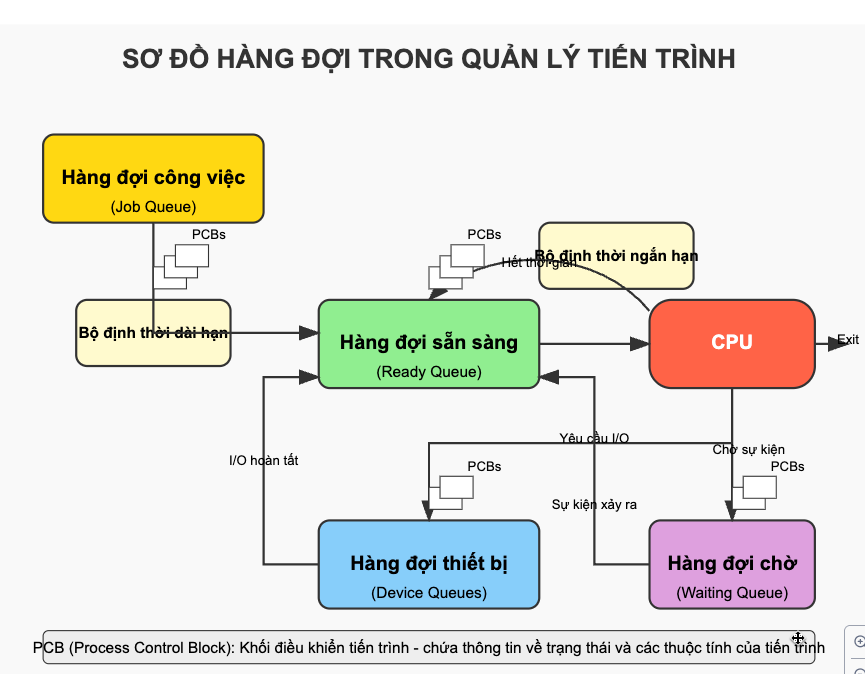 SƠ ĐỒ HÀNG ĐỢI TRONG QUẢN LÝ TIẾN TRÌNH
Hàng đợi công việc
(Job Queue)
PCBs
PCBs
Bộ định thời ngắn hạn
Hết thời gian
Bộ định thời dài hạn
Hàng đợi sẵn sàng
(Ready Queue)
CPU
Exit
Yêu cầu I/O
Chờ sự kiện
I/O hoàn tất
PCBs
PCBs
Sự kiện xảy ra
Hàng đợi thiết bị
(Device Queues)
Hàng đợi chờ
(Waiting Queue)
PCB (Process Control Block): Khối điều khiển tiến trình - chứa thông tin về trạng thái và các thuộc tính của tiến trình